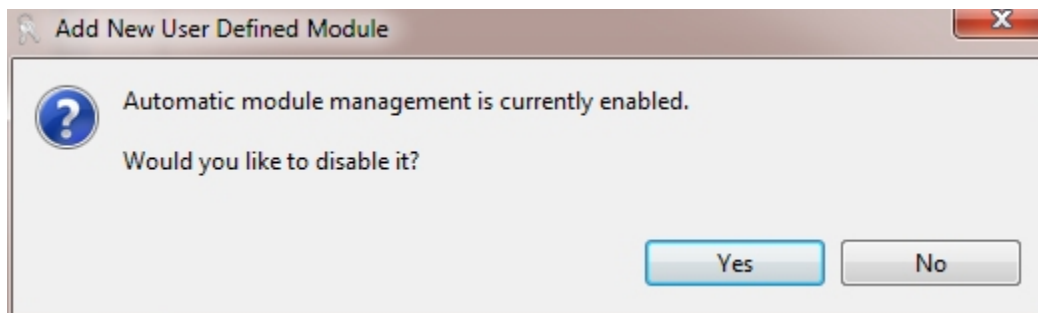 Add New User Defined Module
Automatic module management is currently enabled.
Would you like to disable it?
Yes
No